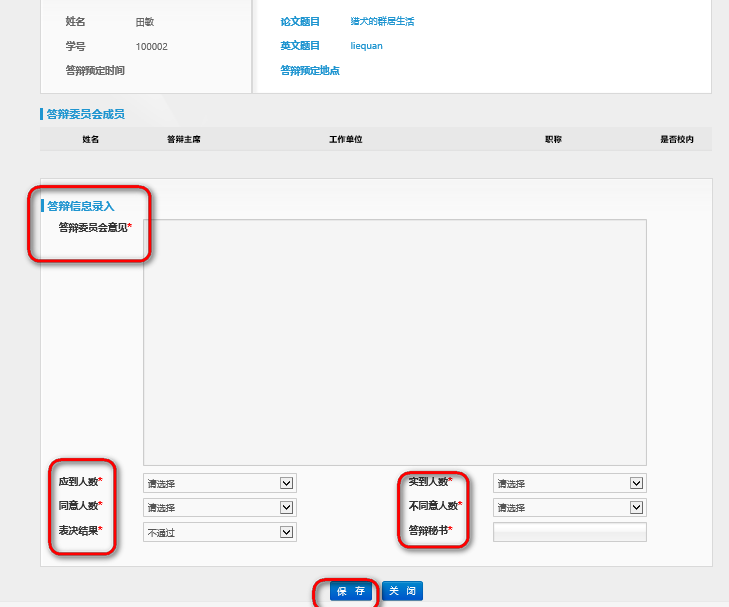 姓名 田敏 论文题目 猎犬的群居生活
学号 100002 英文题目 liequan
答辩预定时间 答辩预定地点
答辩委员会成员
姓名 答辩主席 工作单位 职称 是否校内
答辩信息录入
答辩委员会意见*
应到人数* 请选择 实到人数* 请选择
同意人数* 请选择 不同意人数* 请选择
表决结果* 不通过 答辩秘书*
保 存 关 闭